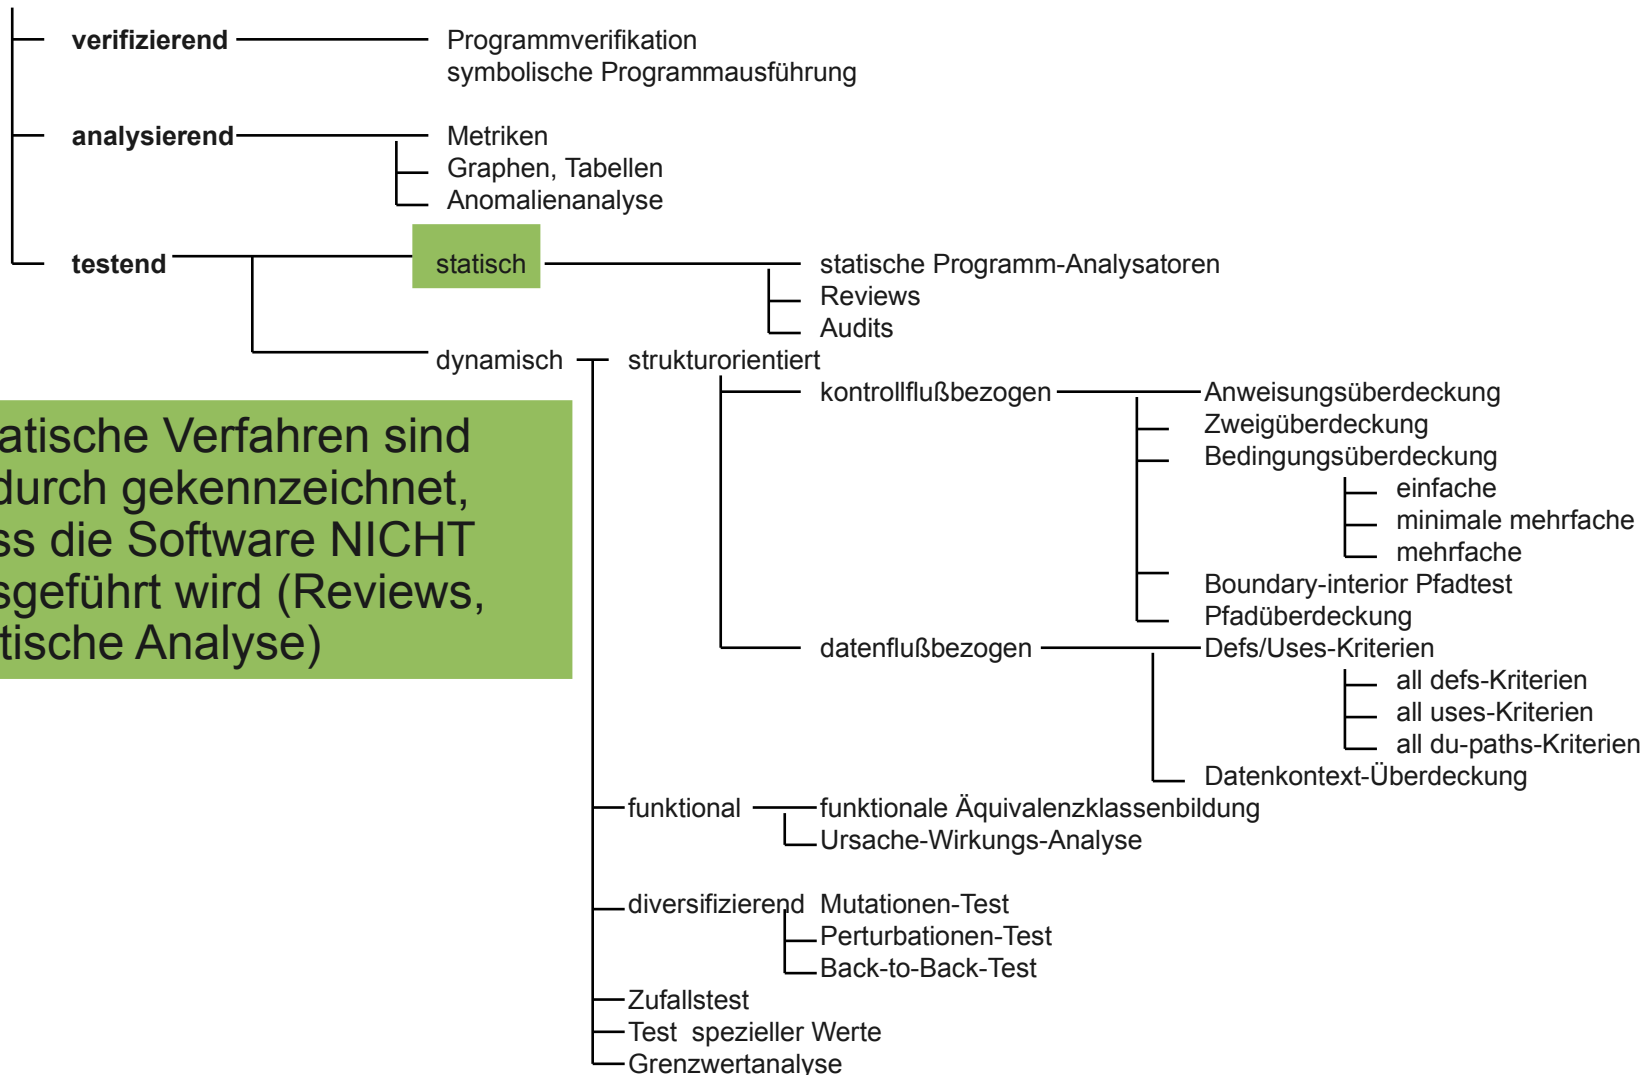 verifizierend
Programmverifikation
symbolische Programmausführung
analysierend
Metriken
Graphen, Tabellen
Anomalienanalyse
testend
statisch
statische Programm-Analysatoren
Reviews
Audits
dynamisch
strukturorientiert
kontrollflußbezogen
Anweisungsüberdeckung
Zweigüberdeckung
Bedingungsüberdeckung
einfache
minimale mehrfache
mehrfache
Boundary-interior Pfadtest
Pfadüberdeckung
datenflußbezogen
Defs/Uses-Kriterien
all defs-Kriterien
all uses-Kriterien
all du-paths-Kriterien
Datenkontext-Überdeckung
funktional
funktionale Äquivalenzklassenbildung
Ursache-Wirkungs-Analyse
diversifizierend
Mutationen-Test
Perturbationen-Test
Back-to-Back-Test
Zufallstest
Test spezieller Werte
Grenzwertanalyse
atische Verfahren sind
durch gekennzeichnet,
ss die Software NICHT
sgeführt wird (Reviews,
tische Analyse)